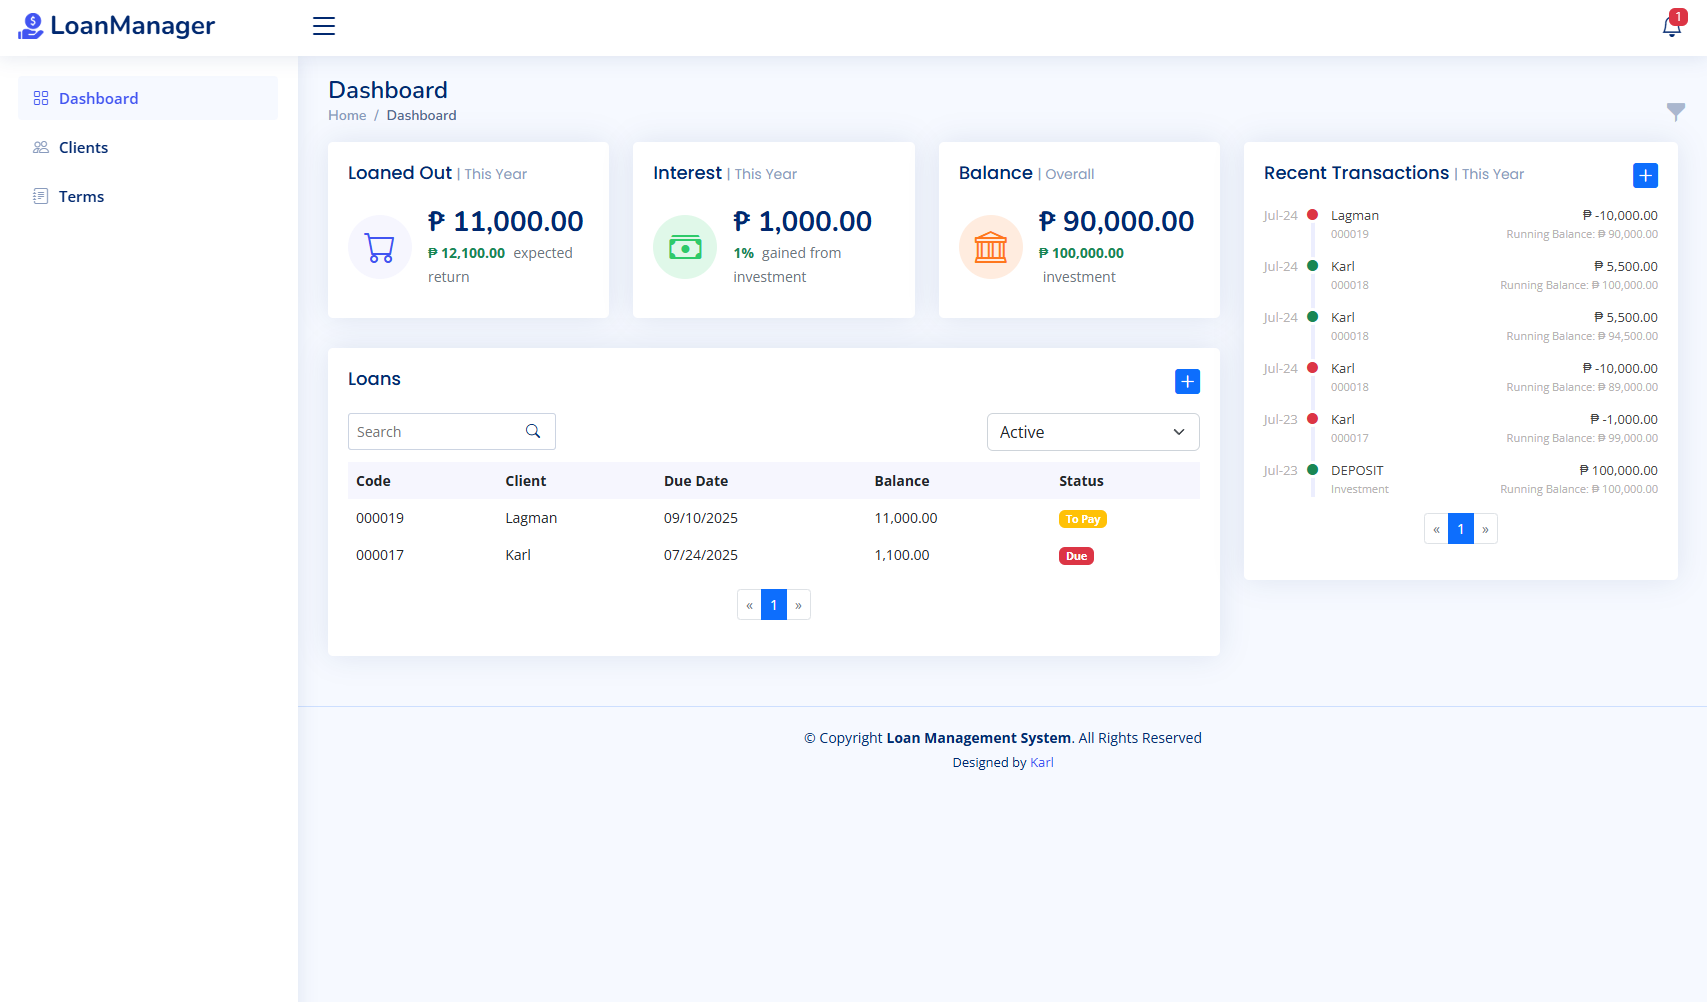 LoanManager
1
Dashboard
Clients
Terms
Dashboard
Home / Dashboard
Loaned Out | This Year
₱ 11,000.00
₱ 12,100.00 expected
return
Interest | This Year
₱ 1,000.00
1% gained from
investment
Balance | Overall
₱ 90,000.00
₱ 100,000.00
investment
Loans
Search
Active
Code Client Due Date Balance Status
000019 Lagman 09/10/2025 11,000.00 To Pay
000017 Karl 07/24/2025 1,100.00 Due
« 1 »
Recent Transactions | This Year
Jul-24 Lagman ₱ -10,000.00
000019 Running Balance: ₱ 90,000.00
Jul-24 Karl ₱ 5,500.00
000018 Running Balance: ₱ 100,000.00
Jul-24 Karl ₱ 5,500.00
000018 Running Balance: ₱ 94,500.00
Jul-24 Karl ₱ -10,000.00
000018 Running Balance: ₱ 89,000.00
Jul-23 Karl ₱ -1,000.00
000017 Running Balance: ₱ 99,000.00
Jul-23 DEPOSIT ₱ 100,000.00
Investment Running Balance: ₱ 100,000.00
« 1 »
© Copyright Loan Management System. All Rights Reserved
Designed by Karl